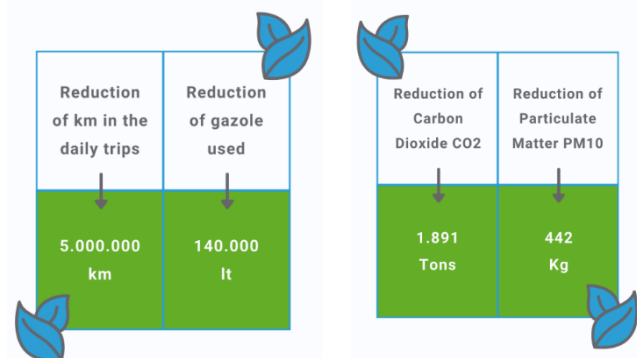 Reduction
of km in the
daily trips
5.000.000
km
Reduction
of gazole
used
140.000
lt
Reduction of
Carbon
Dioxide CO2
1.891
Tons
Reduction of
Particulate
Matter PM10
442
Kg